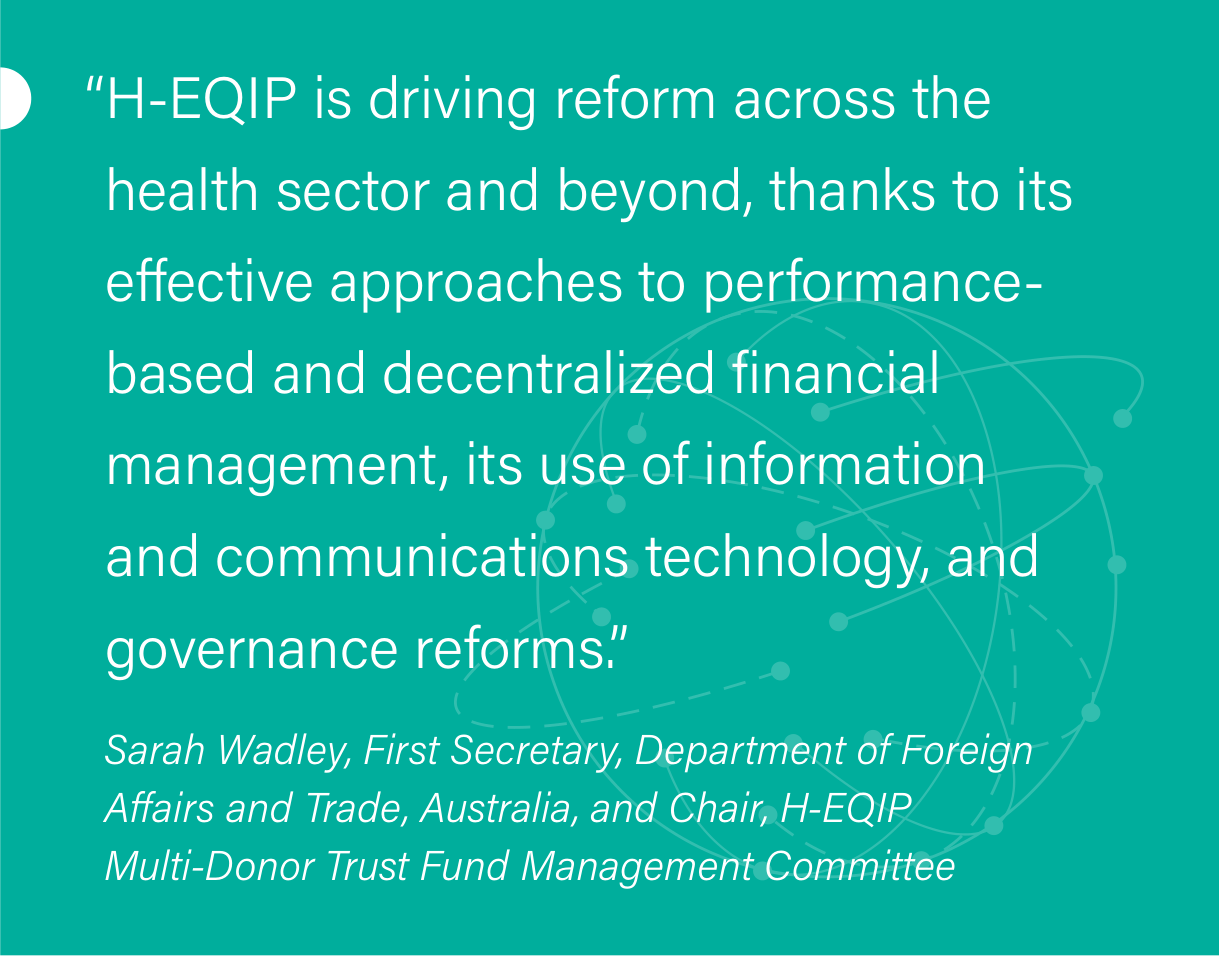 “H-EQIP is driving reform across the
health sector and beyond, thanks to its
effective approaches to performance-
based and decentralized financial
management, its use of information
and communications technology, and
governance reforms.”
Sarah Wadley, First Secretary, Department of Foreign
Affairs and Trade, Australia, and Chair, H-EQIP
Multi-Donor Trust Fund Management Committee